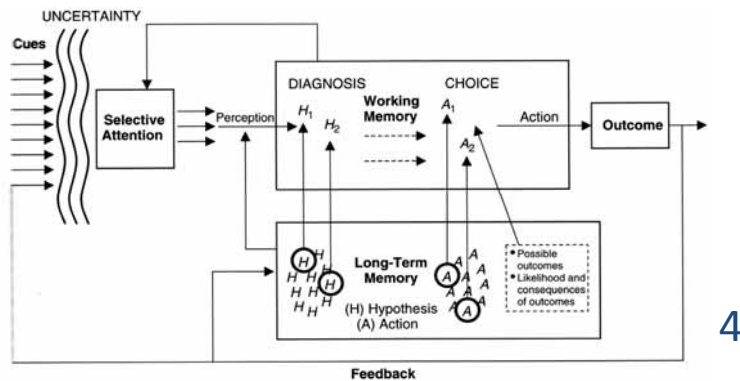 UNCERTAINTY
Cues
Selective
Attention
Perception
DIAGNOSIS
H1
H2
Working
Memory
CHOICE
A1
A2
Action
Outcome
H H
H H
H H H
H H H
H H
Long-Term
Memory
(H) Hypothesis
(A) Action
A A
A A A
A A A
A A
• Possible
outcomes
• Likelihood and
consequences
of outcomes
Feedback
4